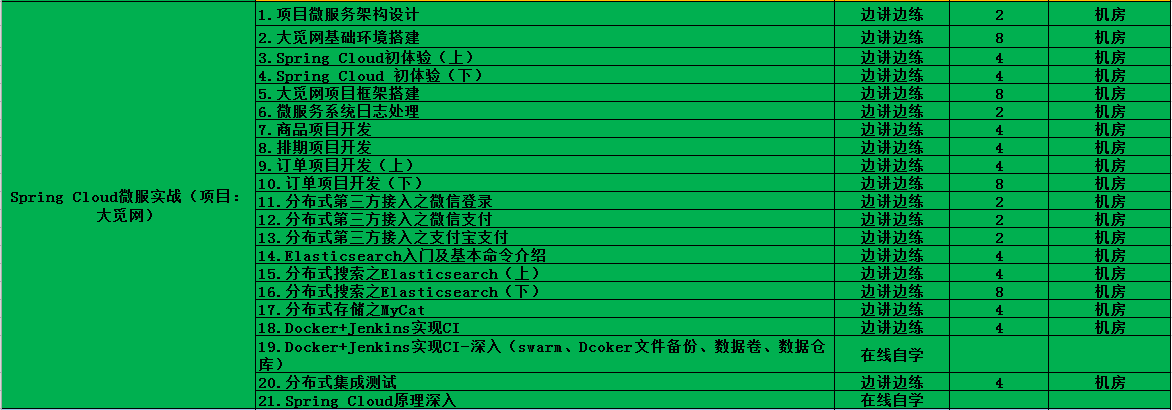 Spring Cloud微服实战（项目：
大觅网）
1.项目微服务架构设计 边讲边练 2 机房
2.大觅网基础环境搭建 边讲边练 8 机房
3.Spring Cloud初体验（上） 边讲边练 4 机房
4.Spring Cloud 初体验（下） 边讲边练 4 机房
5.大觅网项目框架搭建 边讲边练 8 机房
6.微服务系统日志处理 边讲边练 2 机房
7.商品项目开发 边讲边练 4 机房
8.排期项目开发 边讲边练 4 机房
9.订单项目开发（上） 边讲边练 4 机房
10.订单项目开发（下） 边讲边练 8 机房
11.分布式第三方接入之微信登录 边讲边练 2 机房
12.分布式第三方接入之微信支付 边讲边练 2 机房
13.分布式第三方接入之支付宝支付 边讲边练 2 机房
14.Elasticsearch入门及基本命令介绍 边讲边练 4 机房
15.分布式搜索之Elasticsearch（上） 边讲边练 4 机房
16.分布式搜索之Elasticsearch（下） 边讲边练 8 机房
17.分布式存储之MyCat 边讲边练 4 机房
18.Docker+Jenkins实现CI 边讲边练 4 机房
19.Docker+Jenkins实现CI-深入（swarm、Dcoker文件备份、数据卷、数据仓
库） 在线自学
20.分布式集成测试 边讲边练 4 机房
21.Spring Cloud原理深入 在线自学